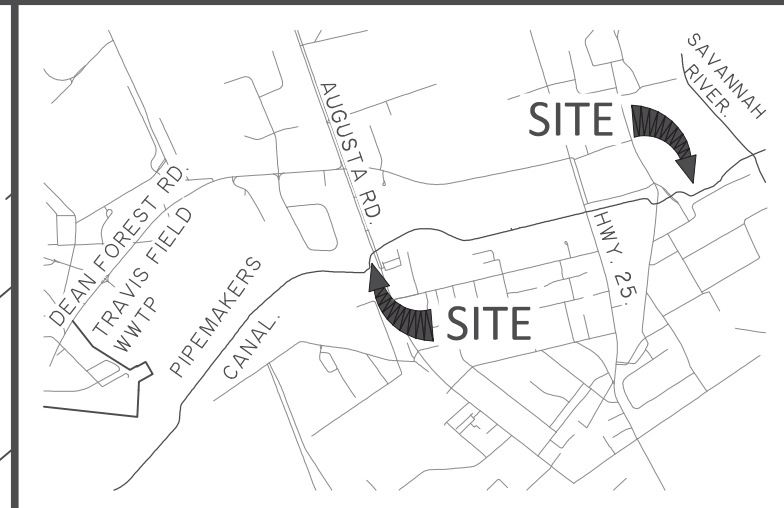 SAVANNAH
RIVER.
SITE
AUGUSTA RD.
DEAN FOREST RD.
TRAVIS FIELD
WWTP
PIPEMAKERS
CANAL.
HWY. 25.
SITE